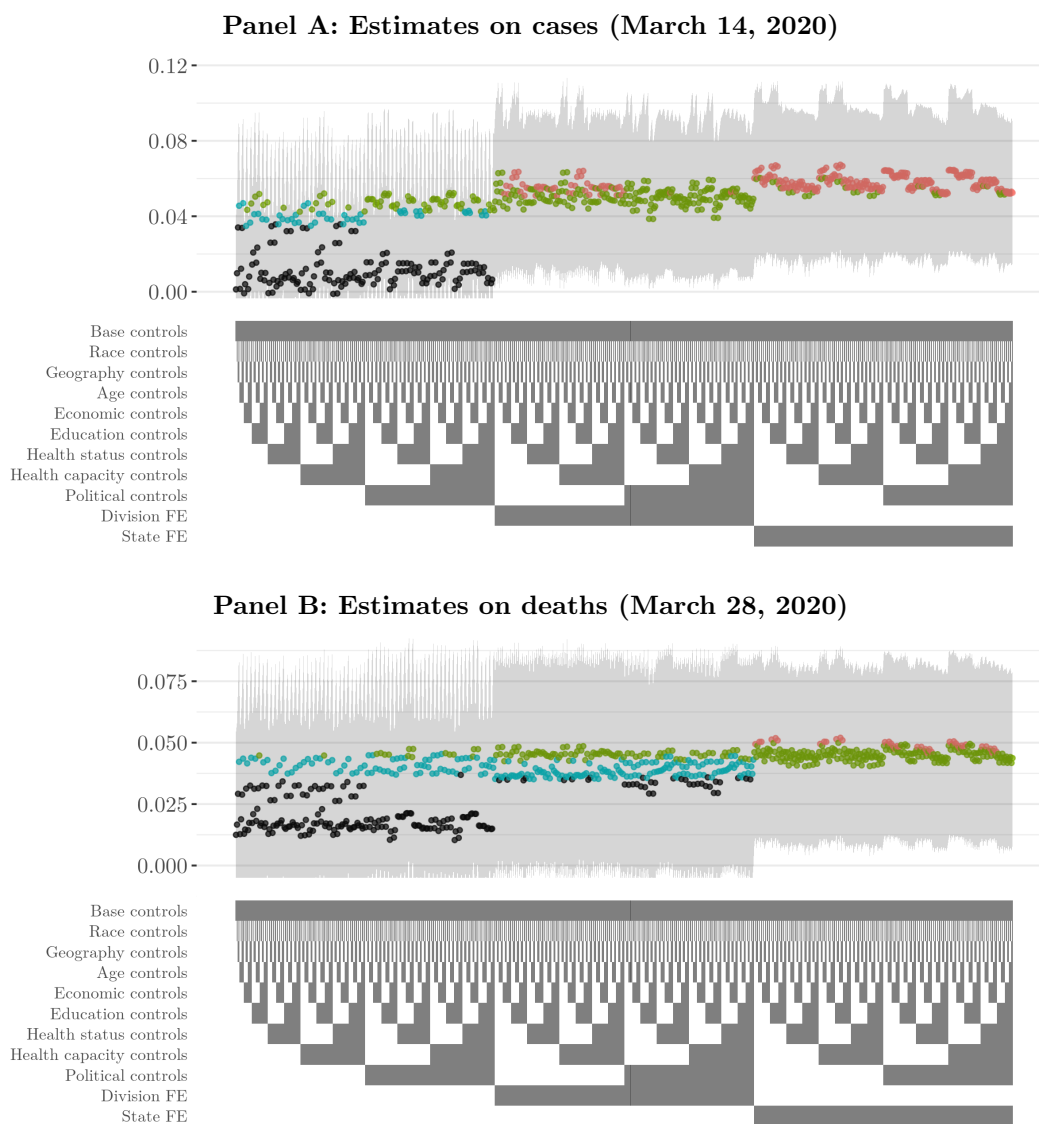 Panel A: Estimates on cases (March 14, 2020)
0.12
0.08
0.04
0.00
Base controls
Race controls
Geography controls
Age controls
Economic controls
Education controls
Health status controls
Health capacity controls
Political controls
Division FE
State FE
Panel B: Estimates on deaths (March 28, 2020)
0.075
0.050
0.025
0.000
Base controls
Race controls
Geography controls
Age controls
Economic controls
Education controls
Health status controls
Health capacity controls
Political controls
Division FE
State FE